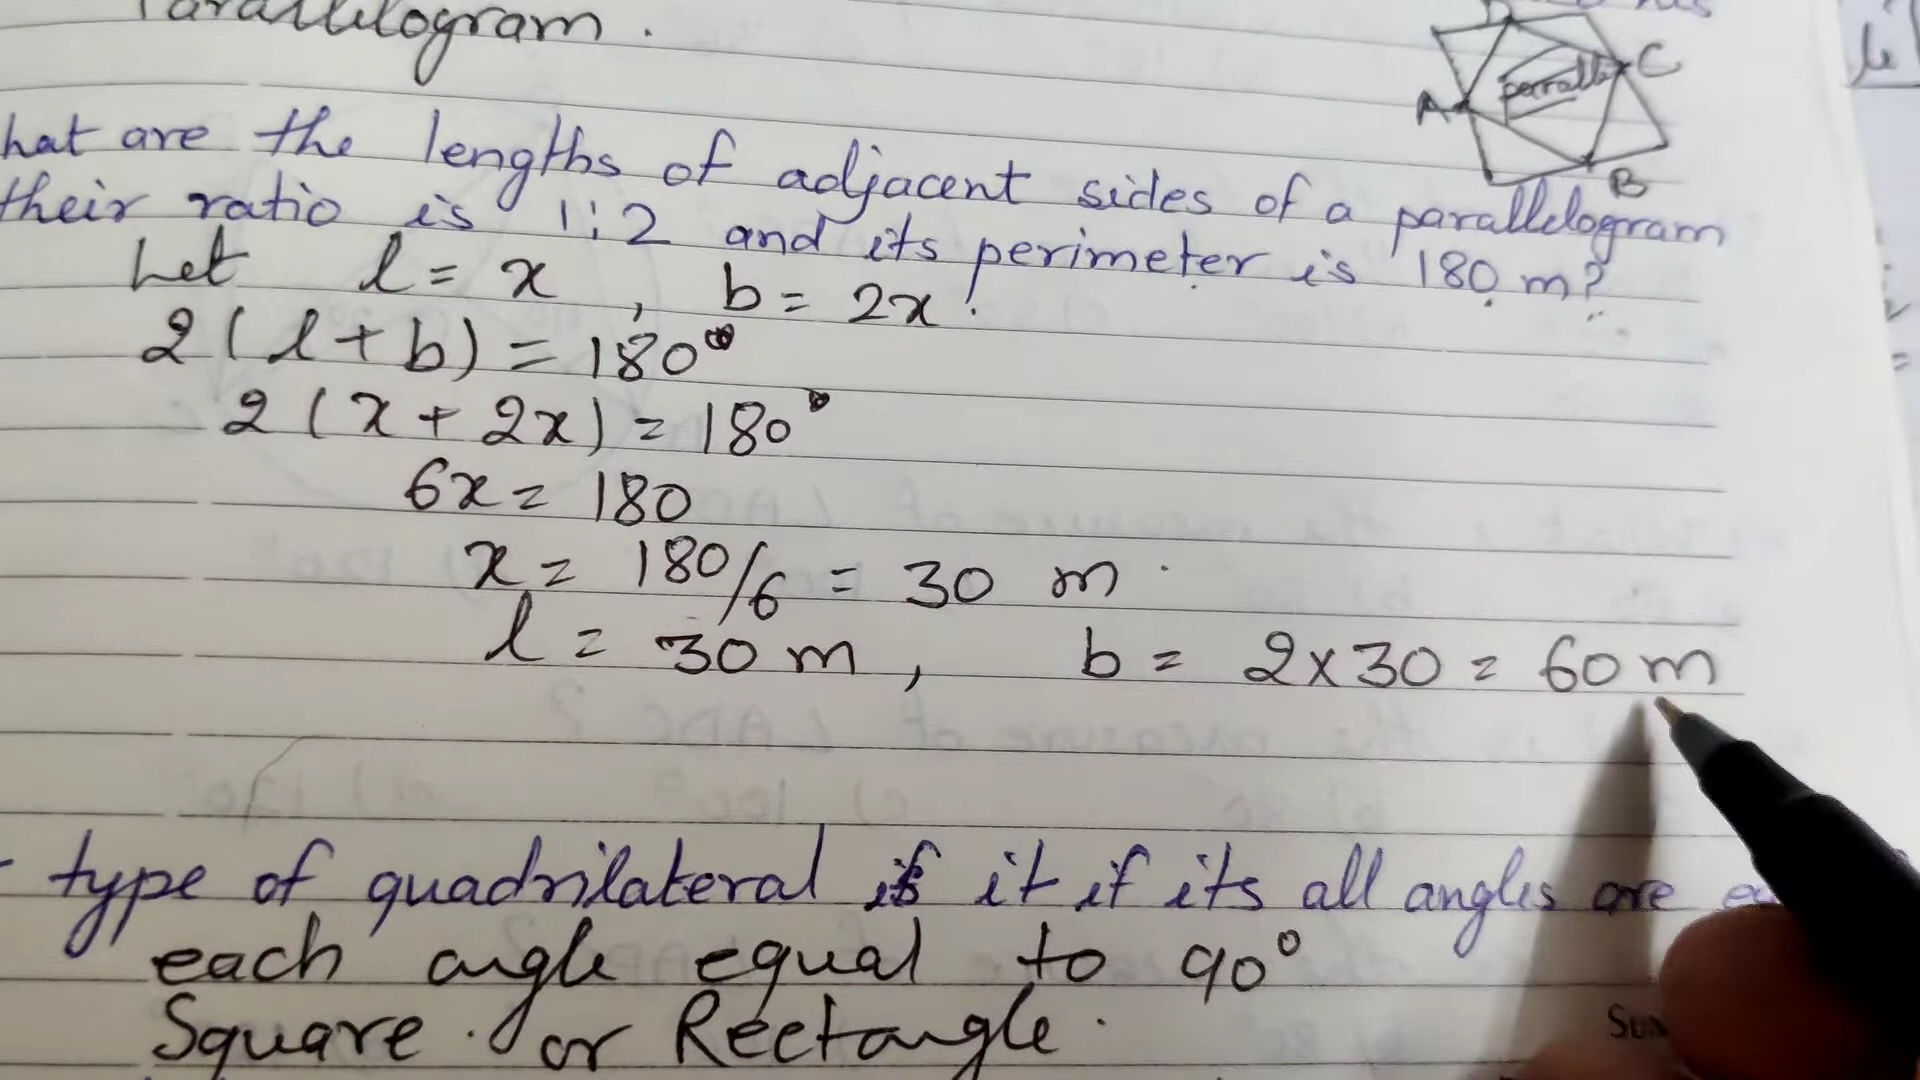 Parallelogram.
hat are the lengths of adjacent sides of a parallelogram
their ratio is 1:2 and its perimeter is 180 m?
Let l = x , b = 2x
2(l+b) = 180°
2(x+2x) = 180°
6x = 180
x = 180/6 = 30 m.
l = 30 m, b = 2x30 = 60 m
type of quadrilateral is it if its all angles are
each angle equal to 90°
Square. or Rectangle.
A
B
C
D